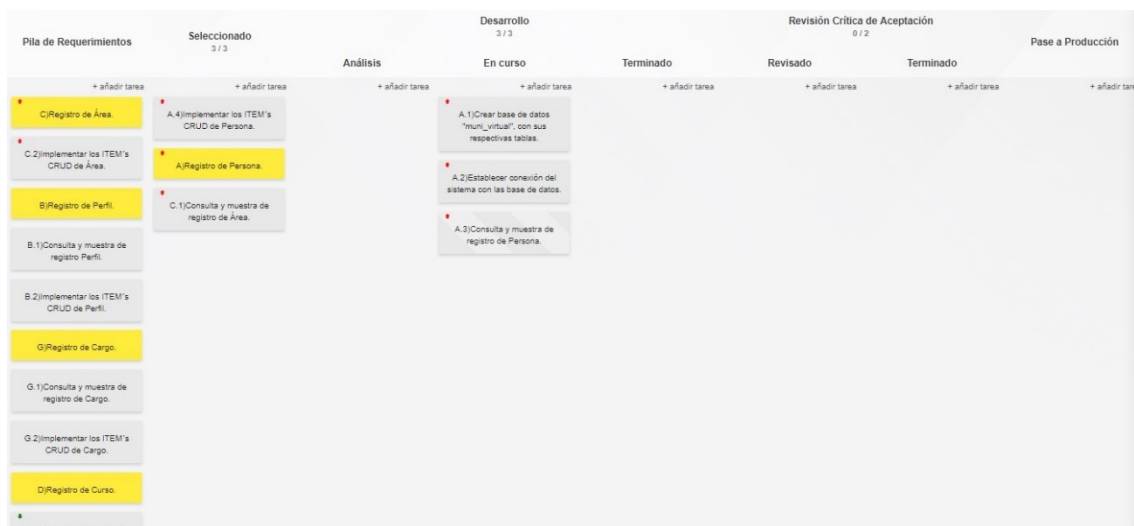 Pila de Requerimientos
Seleccionado
3 / 3
Desarrollo
3 / 3
Análisis
En curso
Terminado
Revisión Crítica de Aceptación
0 / 2
Revisado
Terminado
Pase a Producción
+ añadir tarea
+ añadir tarea
+ añadir tarea
+ añadir tarea
+ añadir tarea
+ añadir tarea
+ añadir tarea
+ añadir tar
C)Registro de Área.
C.2)Implementar los ITEM's
CRUD de Área.
B)Registro de Perfil.
B.1)Consulta y muestra de
registro Perfil.
B.2)Implementar los ITEM's
CRUD de Perfil.
G)Registro de Cargo.
G.1)Consulta y muestra de
registro de Cargo.
G.2)Implementar los ITEM's
CRUD de Cargo.
D)Registro de Curso.
A.4)Implementar los ITEM's
CRUD de Persona.
A)Registro de Persona.
C.1)Consulta y muestra de
registro de Área.
A.1)Crear base de datos
"muni_virtual", con sus
respectivas tablas.
A.2)Establecer conexión del
sistema con las base de datos.
A.3)Consulta y muestra de
registro de Persona.